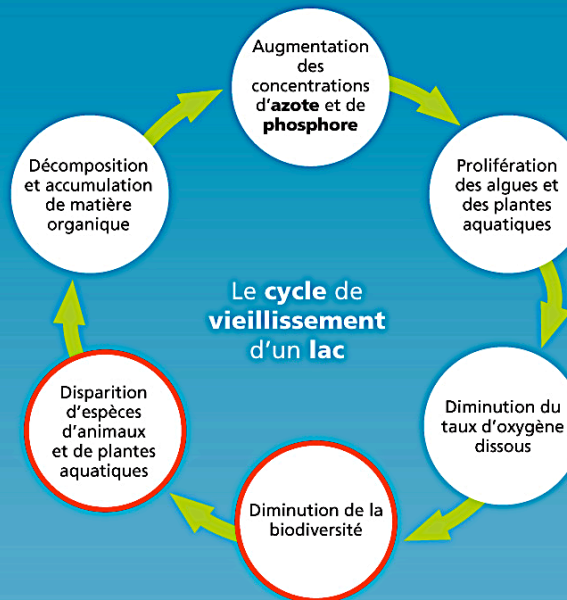 Augmentation
des
concentrations
d'azote et de
phosphore
Prolifération
des algues et
des plantes
aquatiques
Diminution du
taux d'oxygène
dissous
Diminution de la
biodiversité
Disparition
d'espèces
d'animaux
et de plantes
aquatiques
Décomposition
et accumulation
de matière
organique
Le cycle de
vieillissement
d'un lac